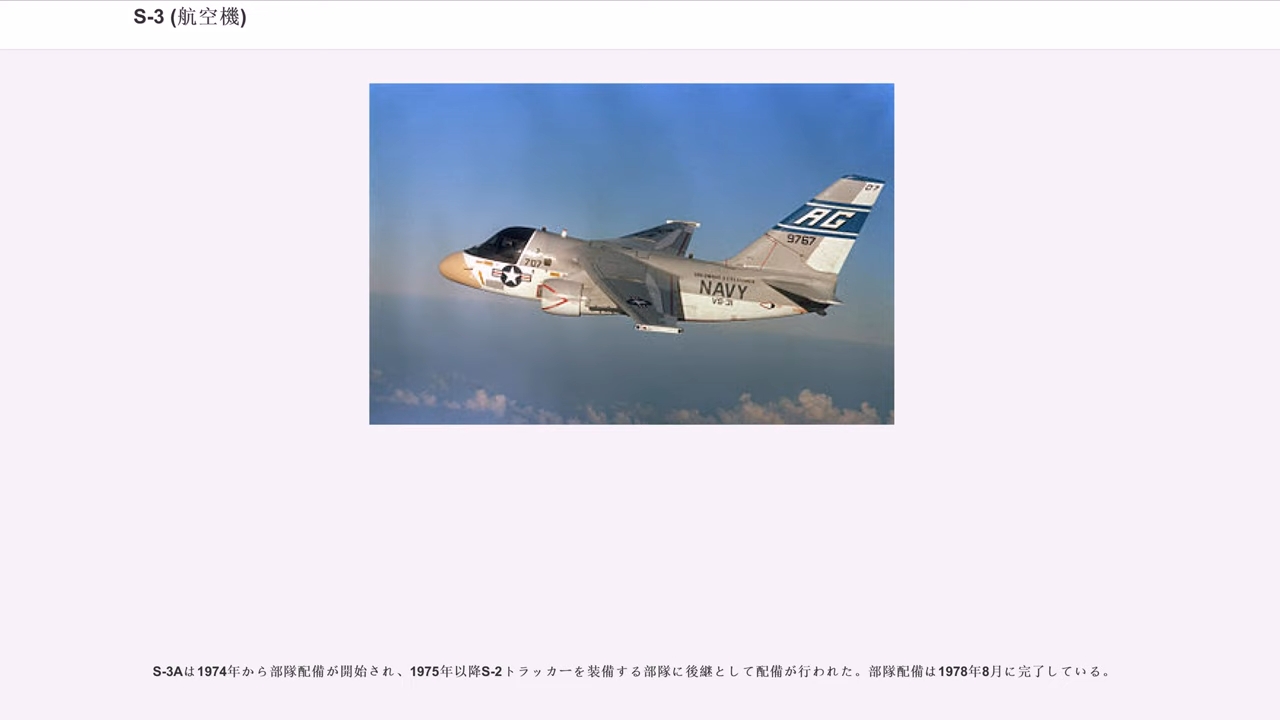 S-3 (航空機)
07
AG
9767
707
NAVY
VS-31
S-3Aは1974年から部隊配備が開始され、1975年以降S-2トラッカーを装備する部隊に後継として配備が行われた。部隊配備は1978年8月に完了している。